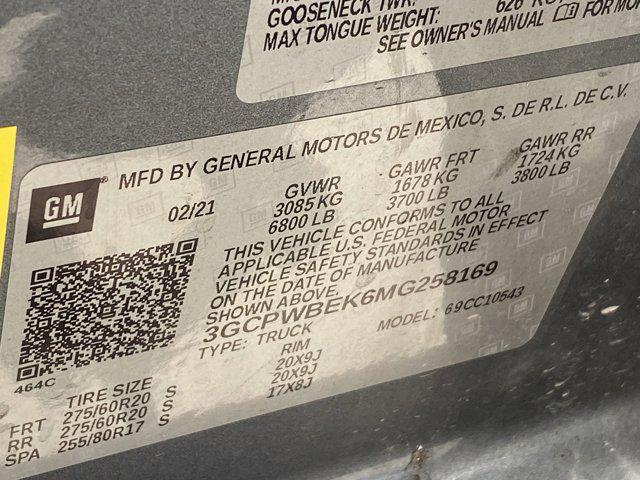 GOOSENECK TWR:
MAX TONGUE WEIGHT: 626
SEE OWNER'S MANUAL FOR
GM
MFD BY GENERAL MOTORS DE MEXICO, S. DE R.L. DE C.V.
02/21 GVWR GAWR FRT GAWR RR
3085 KG 1678 KG 1724 KG
6800 LB 3700 LB 3800 LB
THIS VEHICLE CONFORMS TO ALL
APPLICABLE U.S. FEDERAL MOTOR
VEHICLE SAFETY STANDARDS IN EFFECT
ON THE DATE OF MANUFACTURE
SHOWN ABOVE.
3GCPWBEK6MG258169
TYPE: TRUCK MODEL: 69CC10543
464C
TIRE SIZE RIM
FRT 275/60R20 S 20X9J
RR 275/60R20 S 20X9J
SPA 255/80R17 S 17X8J